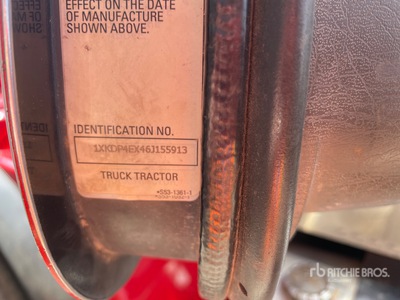 EFFECT ON THE DATE
OF MANUFACTURE
SHOWN ABOVE.
IDENTIFICATION NO.
1XKDP4EX46J155913
TRUCK TRACTOR
rb RITCHIE BROS.